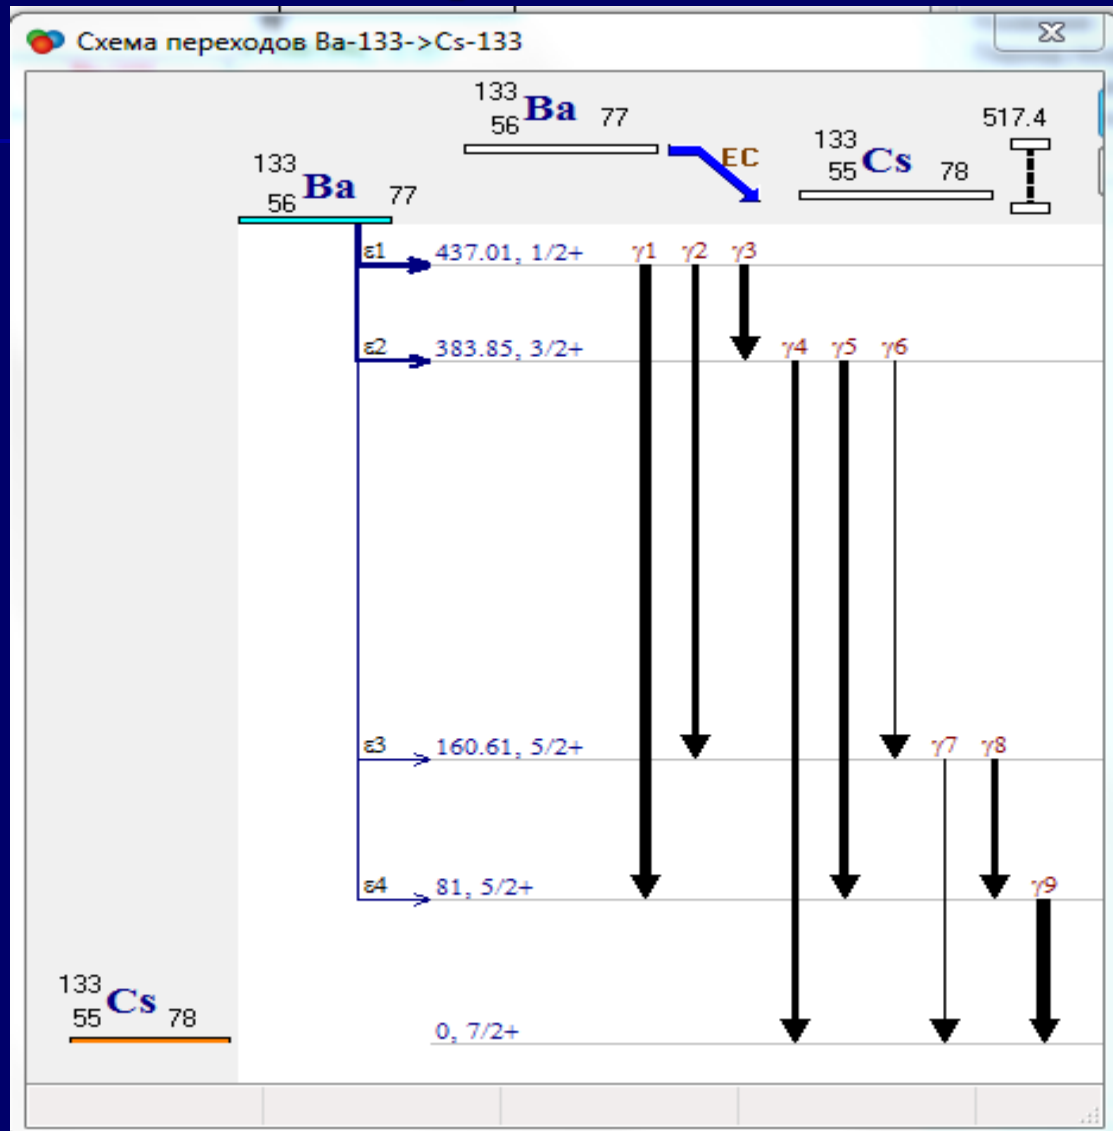 Схема переходов Ba-133->Cs-133
133
56 Ba 77
EC
133
55 Cs 78
517.4
133
56 Ba 77
ε1 437.01, 1/2+ γ1 γ2 γ3
ε2 383.85, 3/2+ γ4 γ5 γ6
ε3 160.61, 5/2+ γ7 γ8
ε4 81, 5/2+ γ9
133
55 Cs 78
0, 7/2+